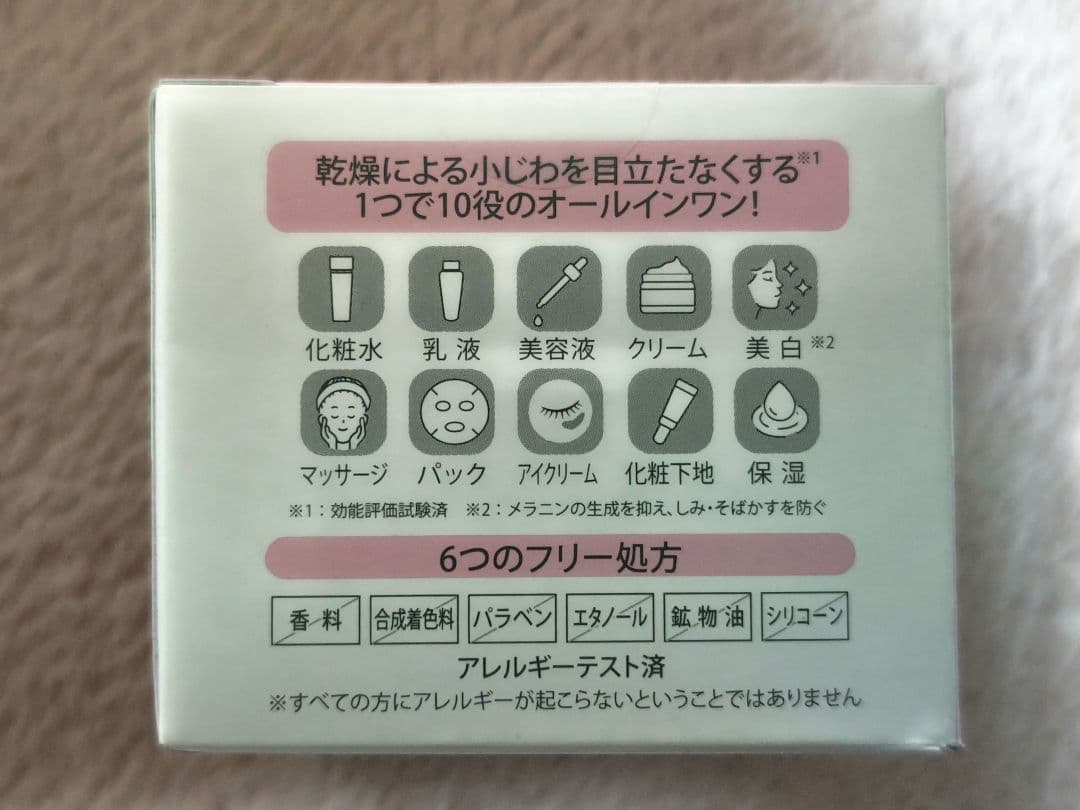 乾燥による小じわを目立たなくする※1
1つで10役のオールインワン!
化粧水 乳液 美容液 クリーム 美白※2
マッサージ パック アイクリーム 化粧下地 保湿
※1:効能評価試験済 ※2:メラニンの生成を抑え、しみ・そばかすを防ぐ
6つのフリー処方
香料 合成着色料 パラベン エタノール 鉱物油 シリコーン
アレルギーテスト済
※すべての方にアレルギーが起こらないということではありません